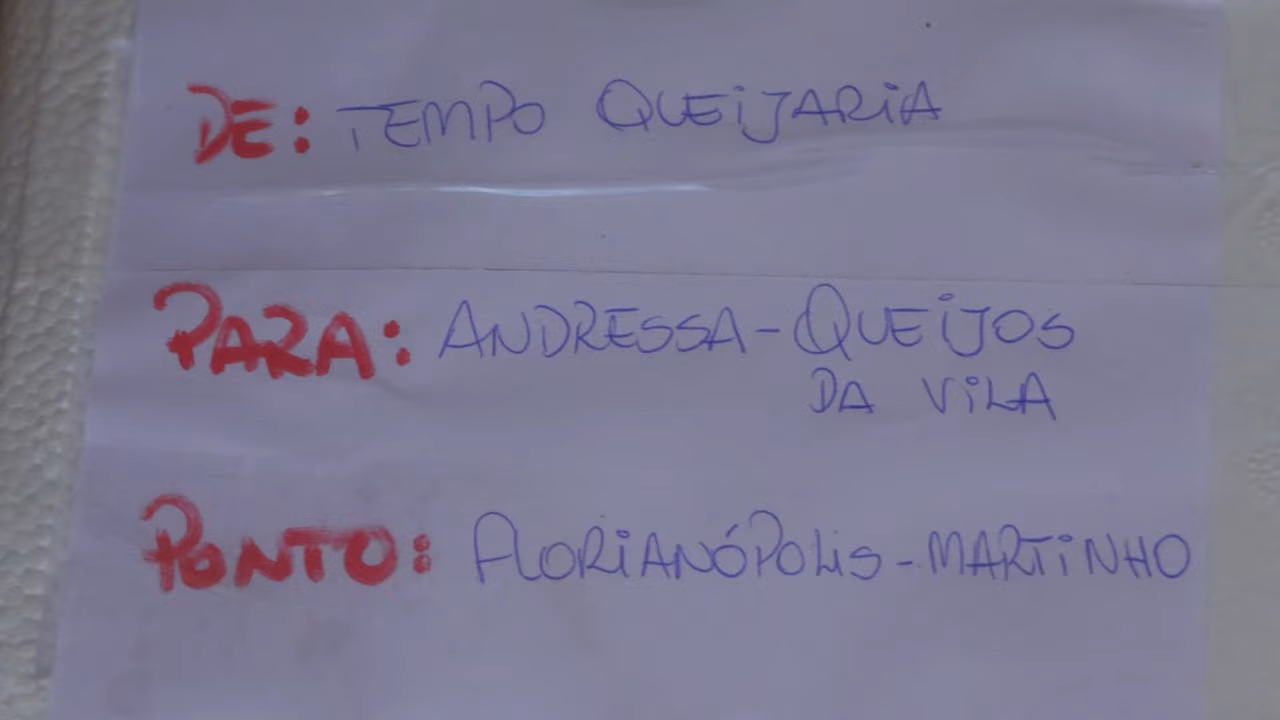 DE: TEMPO QUEiJARiA
PARA: ANDRESSA-QUEiJOS
DA ViLA
PONTO: FLORiANÓPOLiS-MARTiNHO